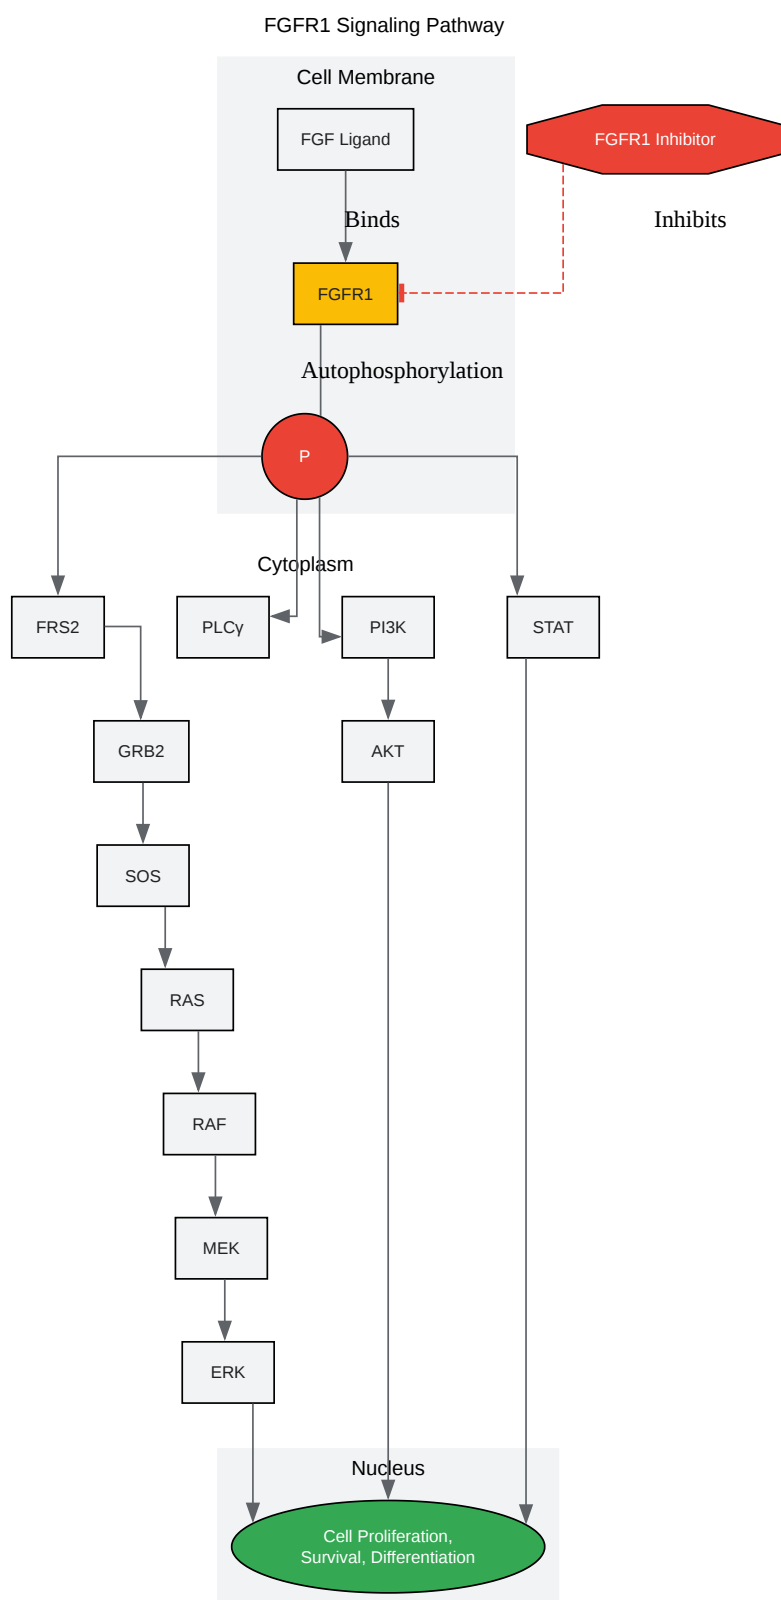 FGFR1 Signaling Pathway
Cell Membrane
FGF Ligand
FGFR1 Inhibitor
Binds
Inhibits
FGFR1
Autophosphorylation
P
Cytoplasm
FRS2
PLCγ
PI3K
STAT
GRB2
AKT
SOS
RAS
RAF
MEK
ERK
Nucleus
Cell Proliferation,
Survival, Differentiation